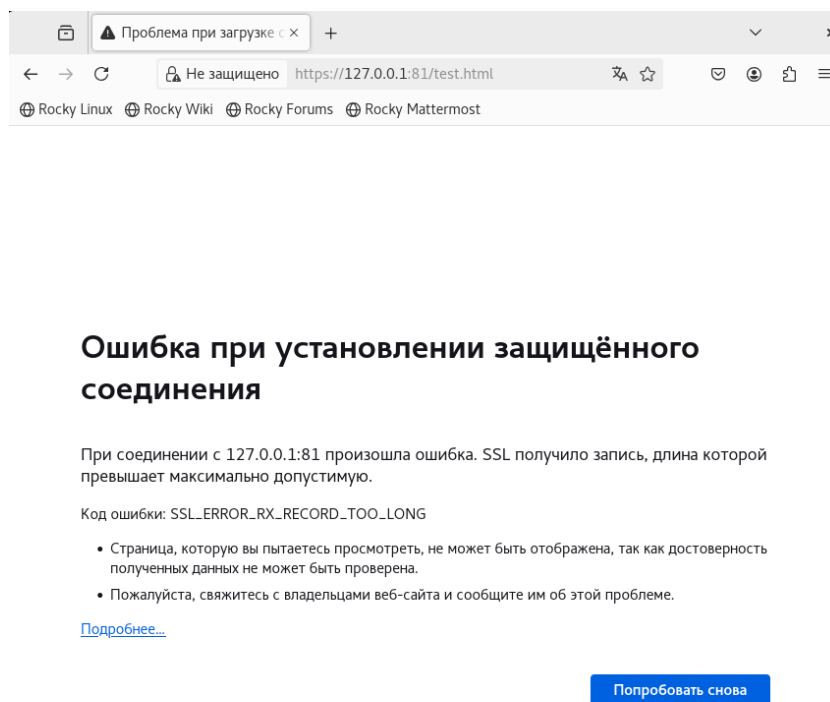 Проблема при загрузке с
Не защищено https://127.0.0.1:81/test.html
Rocky Linux Rocky Wiki Rocky Forums Rocky Mattermost
Ошибка при установлении защищённого
соединения
При соединении с 127.0.0.1:81 произошла ошибка. SSL получило запись, длина которой
превышает максимально допустимую.
Код ошибки: SSL_ERROR_RX_RECORD_TOO_LONG
• Страница, которую вы пытаетесь просмотреть, не может быть отображена, так как достоверность
полученных данных не может быть проверена.
• Пожалуйста, свяжитесь с владельцами веб-сайта и сообщите им об этой проблеме.
Подробнее...
Попробовать снова